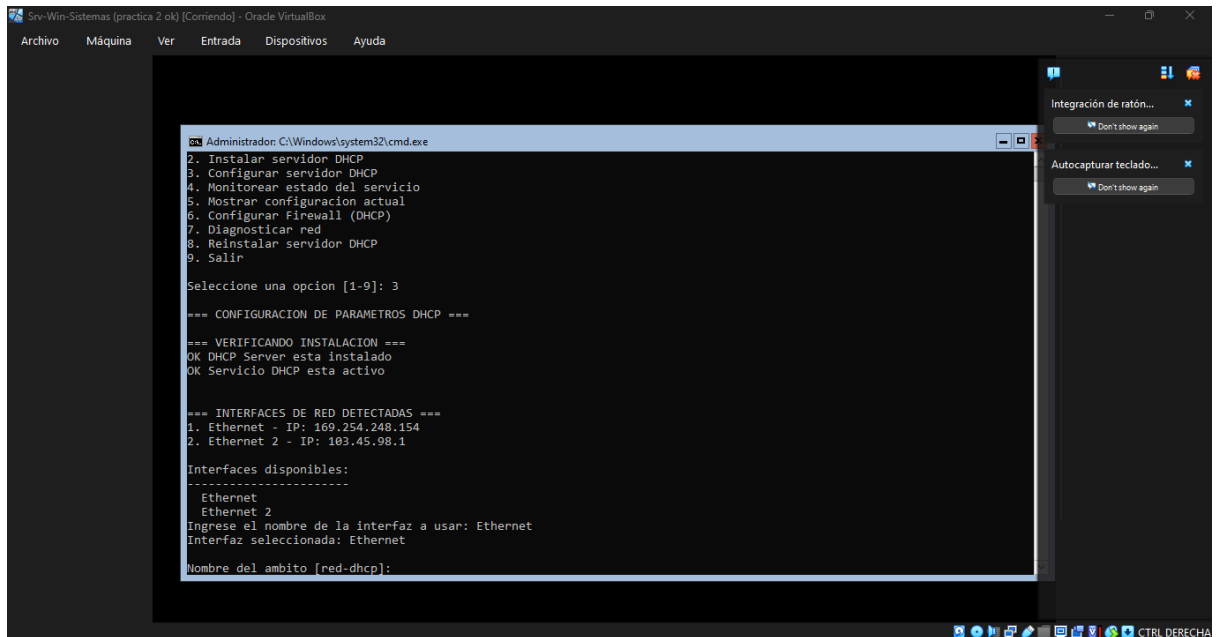 Srv-Win-Sistemas (practica 2 ok) [Corriendo] - Oracle VirtualBox
Archivo Máquina Ver Entrada Dispositivos Ayuda
Integración de ratón...
Don't show again
Autocapturar teclado...
Don't show again
Administrador: C:\Windows\system32\cmd.exe
2. Instalar servidor DHCP
3. Configurar servidor DHCP
4. Monitorear estado del servicio
5. Mostrar configuracion actual
6. Configurar Firewall (DHCP)
7. Diagnosticar red
8. Reinstalar servidor DHCP
9. Salir
Seleccione una opcion [1-9]: 3
=== CONFIGURACION DE PARAMETROS DHCP ===
=== VERIFICANDO INSTALACION ===
OK DHCP Server esta instalado
OK Servicio DHCP esta activo
=== INTERFACES DE RED DETECTADAS ===
1. Ethernet - IP: 169.254.248.154
2. Ethernet 2 - IP: 103.45.98.1
Interfaces disponibles:
-----------------------
Ethernet
Ethernet 2
Ingrese el nombre de la interfaz a usar: Ethernet
Interfaz seleccionada: Ethernet
Nombre del ambito [red-dhcp]:
CTRL DERECHA